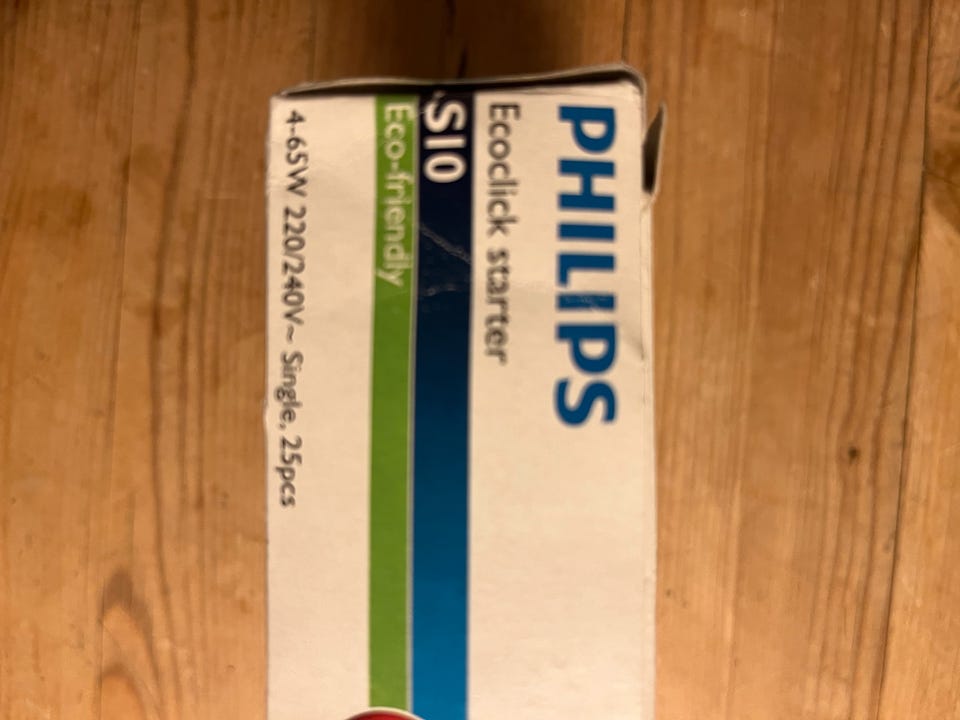 PHILIPS
Ecoclick starter
S10
Eco-friendly
4-65W 220/240V~ Single, 25pcs